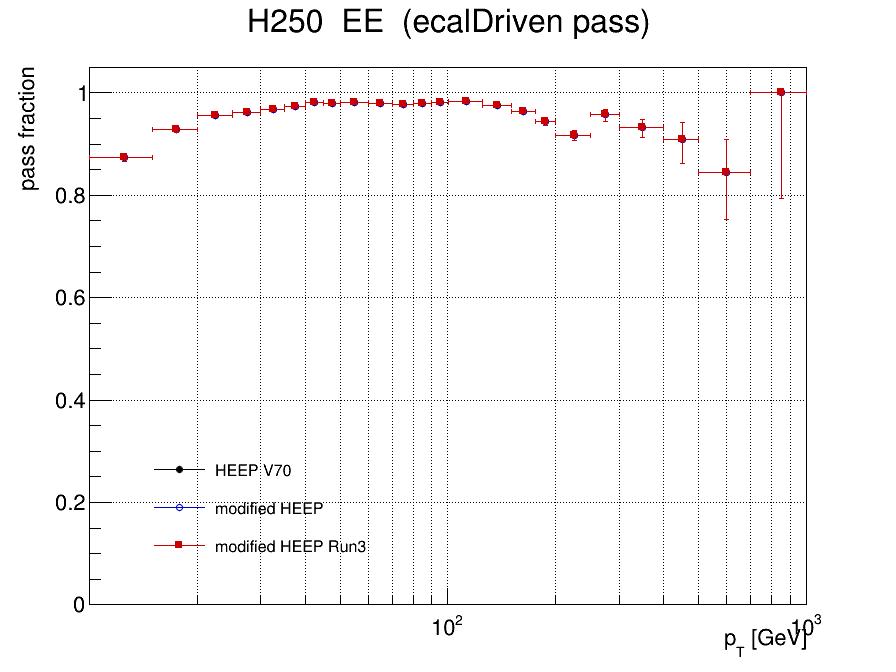 H250 EE (ecalDriven pass)
pass fraction
1
0.8
0.6
0.4
0.2
0
HEEP V70
modified HEEP
modified HEEP Run3
10²
10³
p_T [GeV]